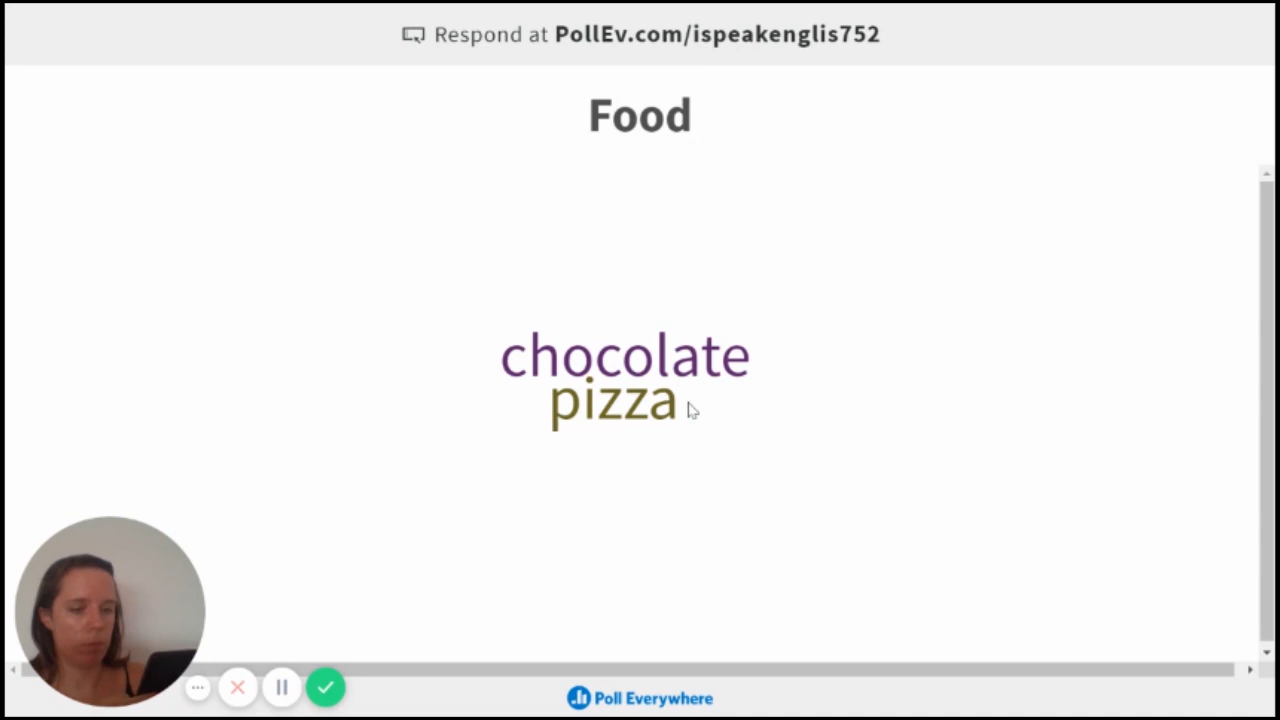 Respond at PollEv.com/ispeakenglis752
Food
chocolate
pizza
Poll Everywhere